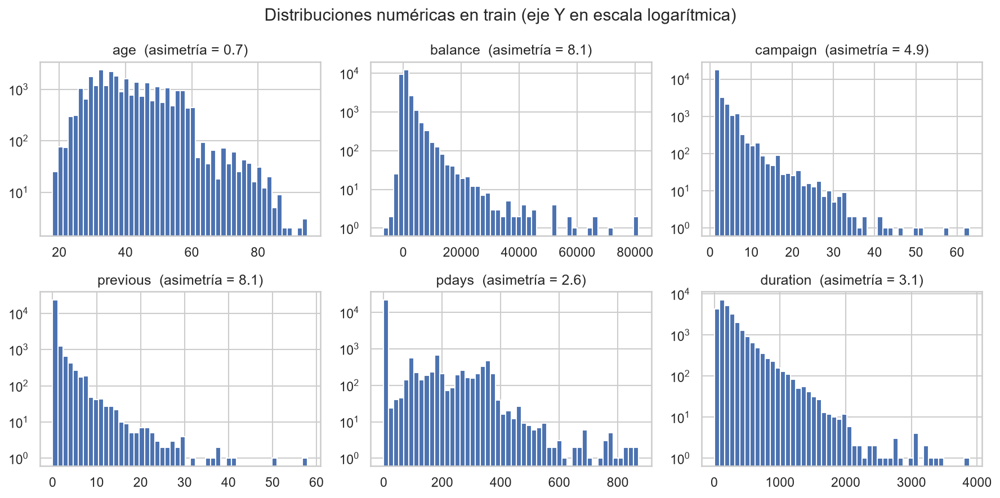 Distribuciones numéricas en train (eje Y en escala logarítmica)
age (asimetría = 0.7)
balance (asimetría = 8.1)
campaign (asimetría = 4.9)
10³
10²
10¹
20 40 60 80
10⁴
10³
10²
10¹
10⁰
0 20000 40000 60000 80000
10⁴
10³
10²
10¹
10⁰
0 10 20 30 40 50 60
previous (asimetría = 8.1)
pdays (asimetría = 2.6)
duration (asimetría = 3.1)
10⁴
10³
10²
10¹
10⁰
0 10 20 30 40 50 60
10⁴
10³
10²
10¹
10⁰
0 200 400 600 800
10⁴
10³
10²
10¹
10⁰
0 1000 2000 3000 4000